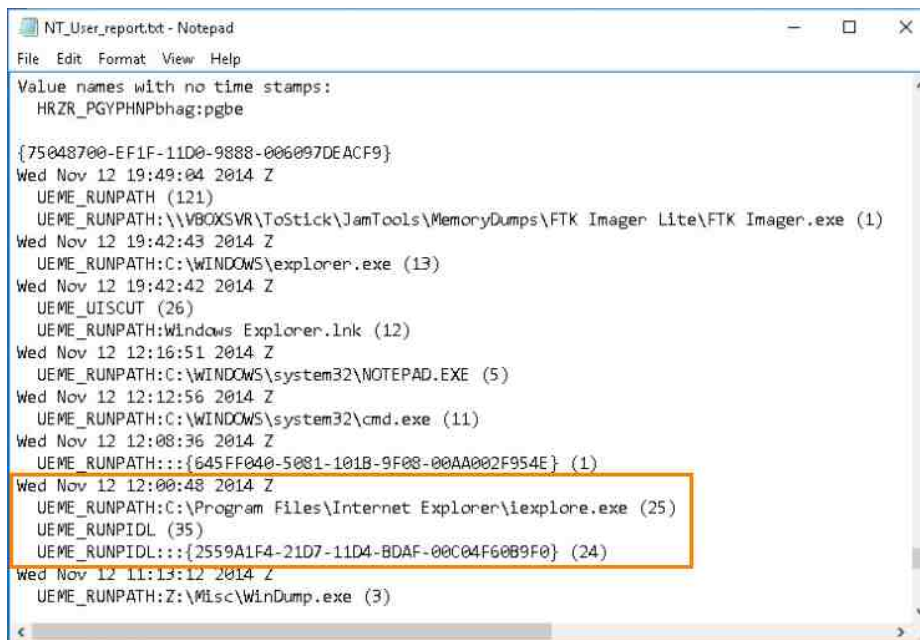 NT_User_report.txt - Notepad
File Edit Format View Help
Value names with no time stamps:
HRZR_PGYPHNPbhag:pgbe
{75048700-EF1F-11D0-9888-006097DEACF9}
Wed Nov 12 19:49:04 2014 Z
UEME_RUNPATH (121)
UEME_RUNPATH:\\VBOXSVR\ToStick\JamTools\MemoryDumps\FTK Imager Lite\FTK Imager.exe (1)
Wed Nov 12 19:42:43 2014 Z
UEME_RUNPATH:C:\WINDOWS\explorer.exe (13)
Wed Nov 12 19:42:42 2014 Z
UEME_UISCUT (26)
UEME_RUNPATH:Windows Explorer.lnk (12)
Wed Nov 12 12:16:51 2014 Z
UEME_RUNPATH:C:\WINDOWS\system32\NOTEPAD.EXE (5)
Wed Nov 12 12:12:56 2014 Z
UEME_RUNPATH:C:\WINDOWS\system32\cmd.exe (11)
Wed Nov 12 12:08:36 2014 Z
UEME_RUNPATH:::{645FF040-5081-101B-9F08-00AA002F954E} (1)
Wed Nov 12 12:00:48 2014 Z
UEME_RUNPATH:C:\Program Files\Internet Explorer\iexplore.exe (25)
UEME_RUNPIDL (35)
UEME_RUNPIDL:::{2559A1F4-21D7-11D4-BDAF-00C04F60B9F0} (24)
Wed Nov 12 11:13:12 2014 Z
UEME_RUNPATH:Z:\Misc\WinDump.exe (3)